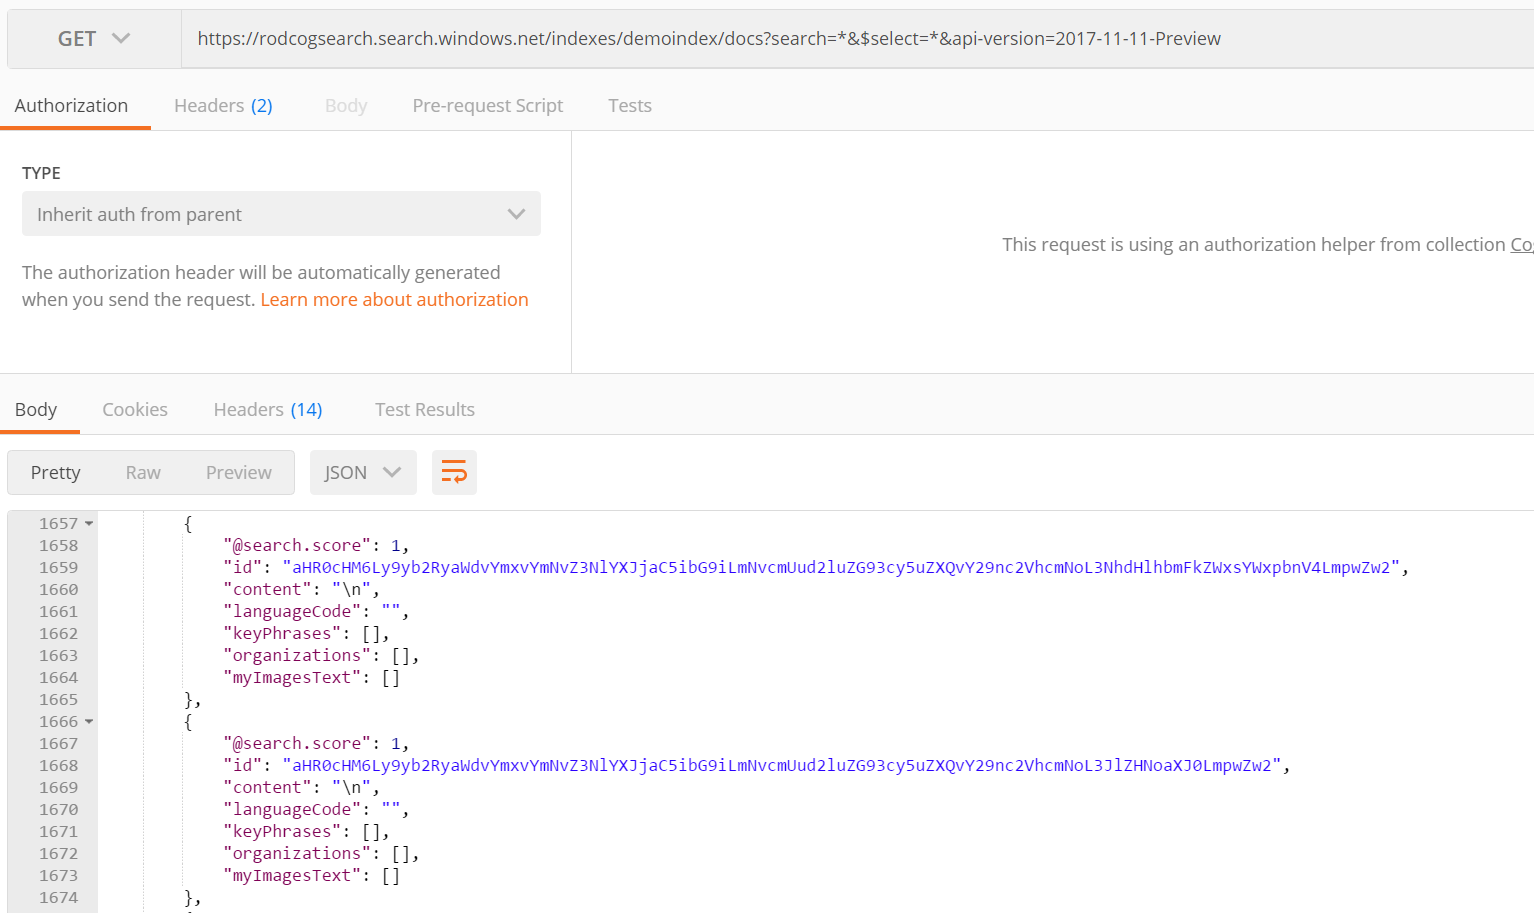 GET https://rodcogsearch.search.windows.net/indexes/demoindex/docs?search=*&$select=*&api-version=2017-11-11-Preview
Authorization Headers (2) Body Pre-request Script Tests
TYPE
Inherit auth from parent
This request is using an authorization helper from collection Cog
The authorization header will be automatically generated
when you send the request. Learn more about authorization
Body Cookies Headers (14) Test Results
Pretty Raw Preview JSON
1657 {
1658 "@search.score": 1,
1659 "id": "aHR0cHM6Ly9yb2RyaWdvYmxvYmNvZ3NlYXJjaC5ibG9iLmNvcmUud2luZG93cy5uZXQvY29nc2VhcmNoL3NhdHlhbmFkZWxsYWxpbnV4LmpwZw2",
1660 "content": "\n",
1661 "languageCode": "",
1662 "keyPhrases": [],
1663 "organizations": [],
1664 "myImagesText": []
1665 },
1666 {
1667 "@search.score": 1,
1668 "id": "aHR0cHM6Ly9yb2RyaWdvYmxvYmNvZ3NlYXJjaC5ibG9iLmNvcmUud2luZG93cy5uZXQvY29nc2VhcmNoL3JlZHNoaXJ0LmpwZw2",
1669 "content": "\n",
1670 "languageCode": "",
1671 "keyPhrases": [],
1672 "organizations": [],
1673 "myImagesText": []
1674 },